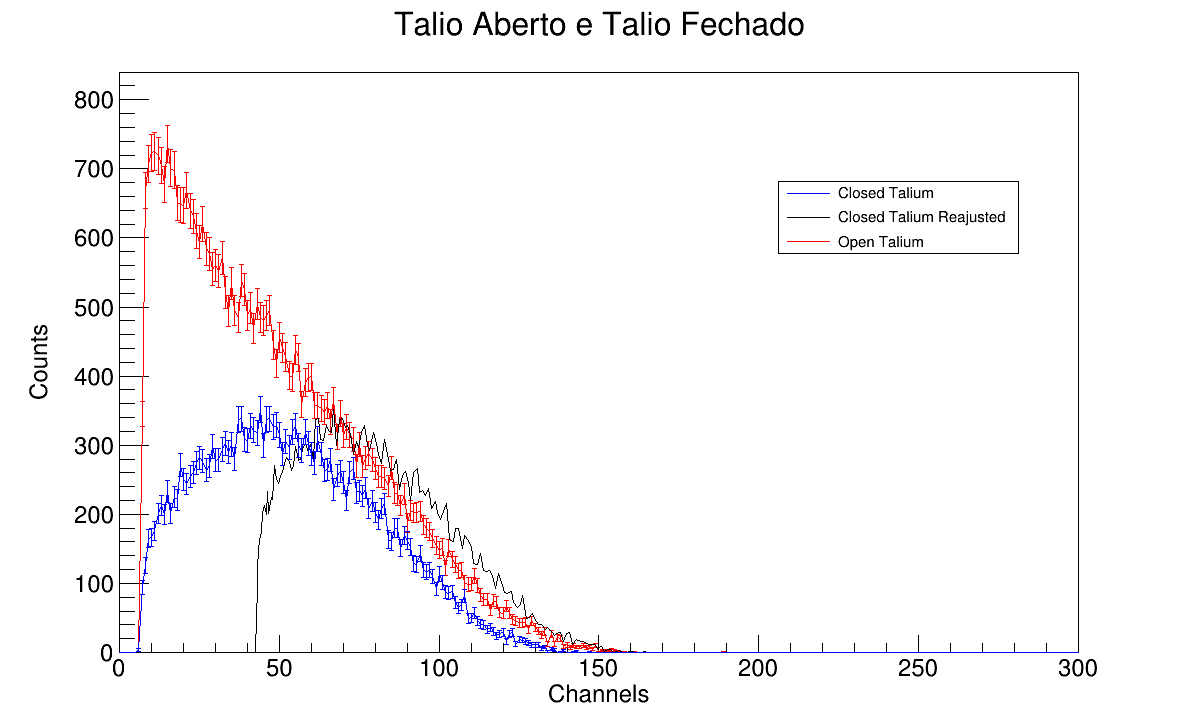 Talio Aberto e Talio Fechado
Counts
800
700
600
500
400
300
200
100
0
Closed Talium
Closed Talium Reajusted
Open Talium
0 50 100 150 200 250 300
Channels